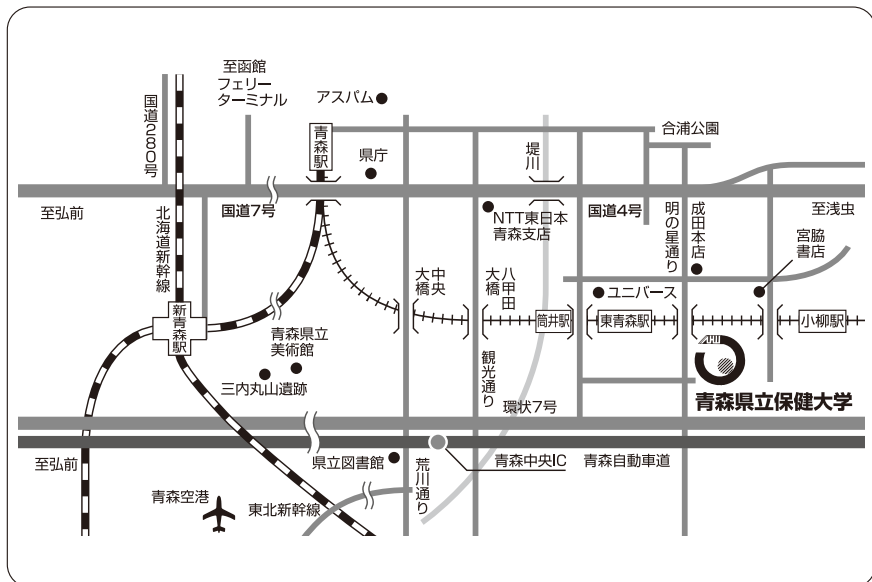 至函館
フェリー
ターミナル
アスパム
国道280号
青森駅
県庁
堤川
合浦公園
至弘前
国道7号
国道4号
至浅虫
北海道新幹線
NTT東日本
青森支店
明の星通り
成田本店
宮脇
書店
中央
大橋
八甲田
大橋
ユニバース
新青森駅
青森県立
美術館
筒井駅
東青森駅
小柳駅
三内丸山遺跡
観光通り
AHU
青森県立保健大学
環状7号
至弘前
県立図書館
荒川通り
青森中央IC
青森自動車道
青森空港
東北新幹線